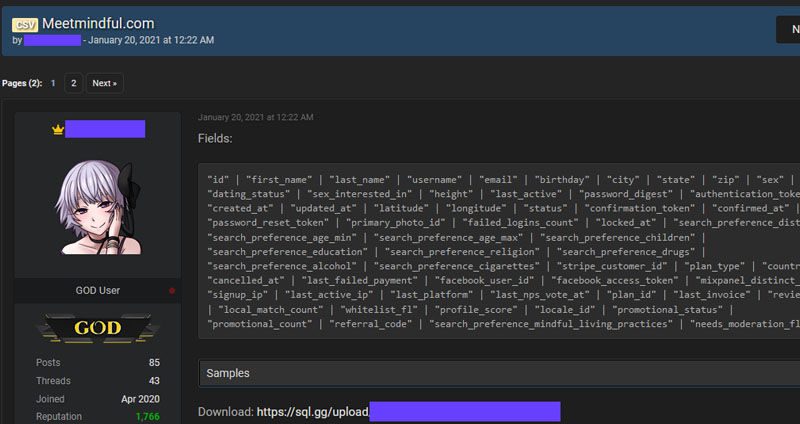 csv Meetmindful.com
by - January 20, 2021 at 12:22 AM
N
Pages (2): 1 2 Next »
January 20, 2021 at 12:22 AM
Fields:
"id" | "first_name" | "last_name" | "username" | "email" | "birthday" | "city" | "state" | "zip" | "sex" |
"dating_status" | "sex_interested_in" | "height" | "last_active" | "password_digest" | "authentication_toke
"created_at" | "updated_at" | "latitude" | "longitude" | "status" | "confirmation_token" | "confirmed_at" |
"password_reset_token" | "primary_photo_id" | "failed_logins_count" | "locked_at" | "search_preference_dist
"search_preference_age_min" | "search_preference_age_max" | "search_preference_children" |
"search_preference_education" | "search_preference_religion" | "search_preference_drugs" |
"search_preference_alcohol" | "search_preference_cigarettes" | "stripe_customer_id" | "plan_type" | "countr
"cancelled_at" | "last_failed_payment" | "facebook_user_id" | "facebook_access_token" | "mixpanel_distinct_
"signup_ip" | "last_active_ip" | "last_platform" | "last_nps_vote_at" | "plan_id" | "last_invoice" | "revie
| "local_match_count" | "whitelist_fl" | "profile_score" | "locale_id" | "promotional_status" |
"promotional_count" | "referral_code" | "search_preference_mindful_living_practices" | "needs_moderation_fl
GOD User
GOD
Posts 85
Threads 43
Joined Apr 2020
Reputation 1,766
Samples
Download: https://sql.gg/upload